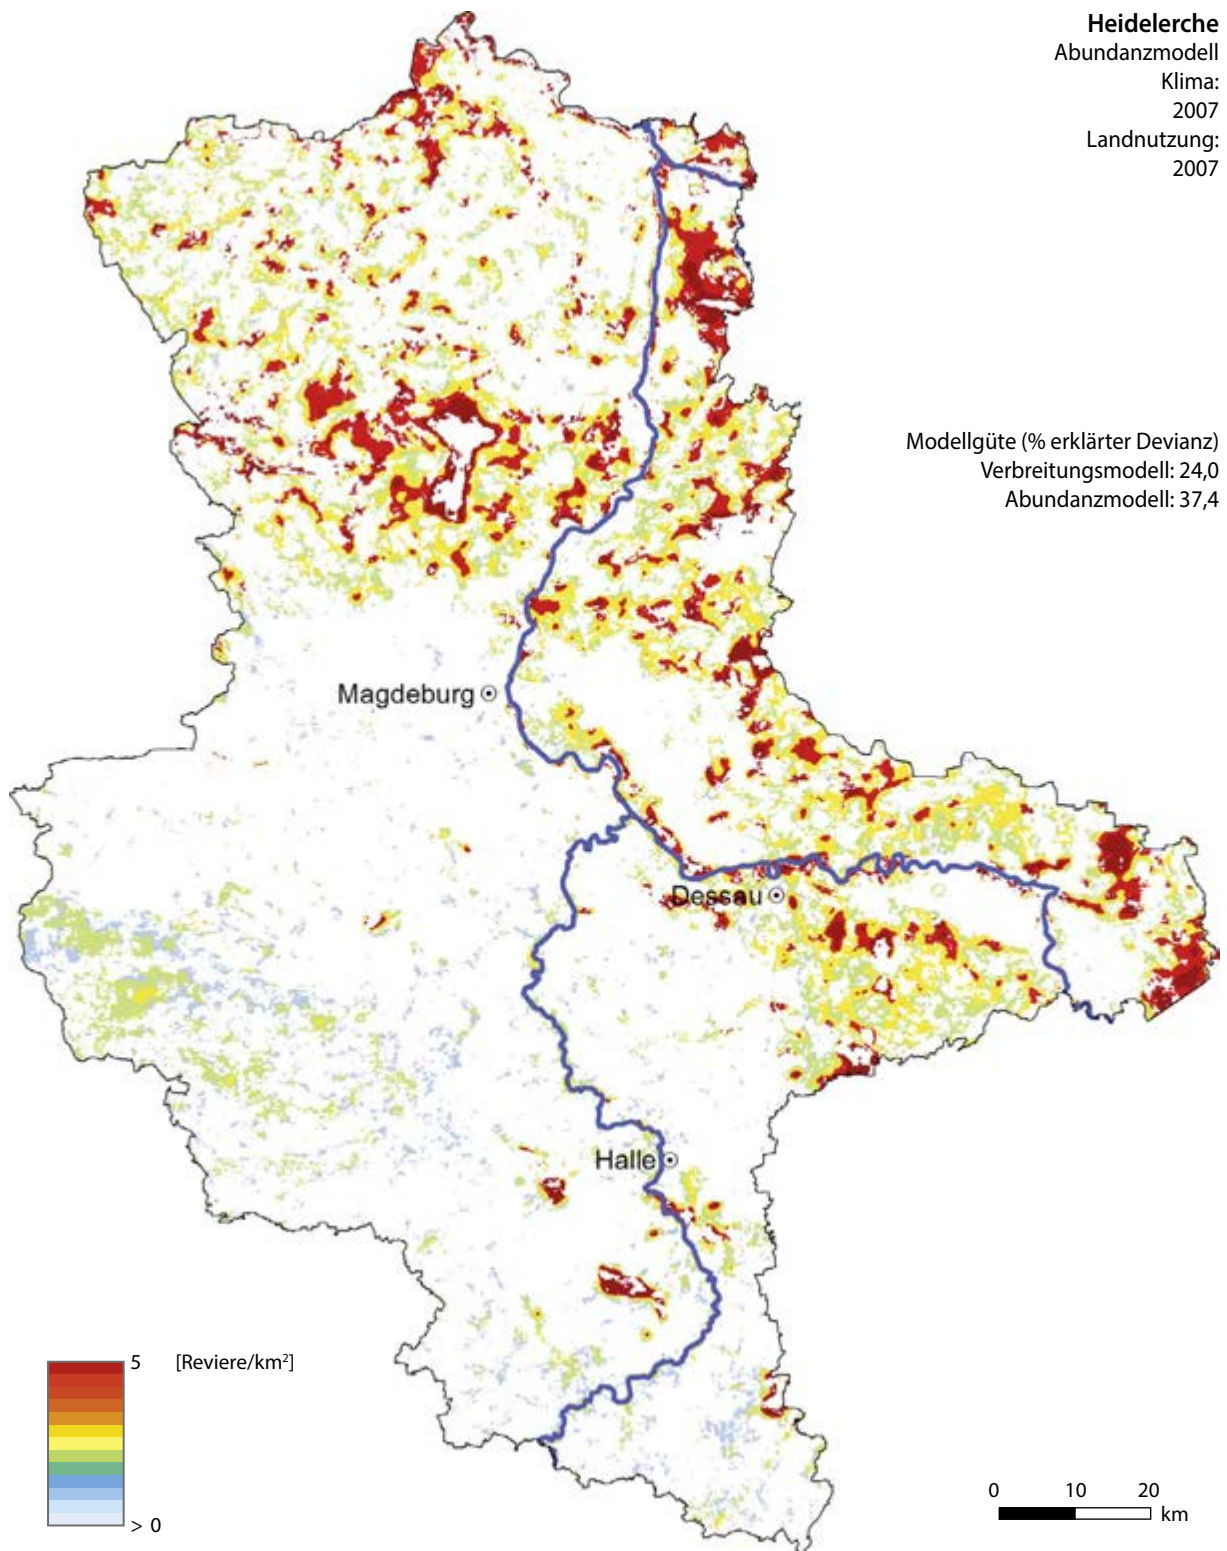 Heidelerche
Abundanzmodell
Klima:
2007
Landnutzung:
2007
Modellgüte (% erklärter Devianz)
Verbreitungsmodell: 24,0
Abundanzmodell: 37,4
Magdeburg
Dessau
Halle
5 [Reviere/km²]
> 0
0 10 20
km